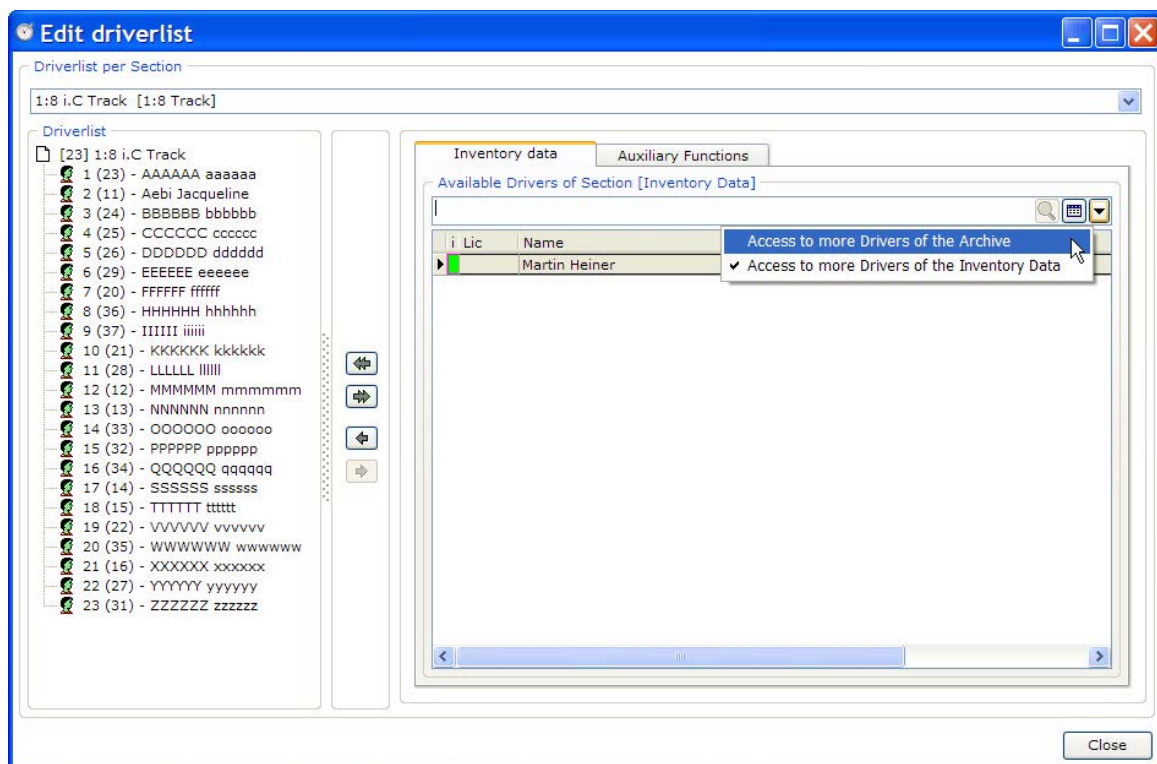 Edit driverlist
Driverlist per Section
1:8 i.C Track [1:8 Track]
Driverlist
[23] 1:8 i.C Track
1 (23) - AAAAAA aaaaaa
2 (11) - Aebi Jacqueline
3 (24) - BBBBBB bbbbbb
4 (25) - CCCCCC cccccc
5 (26) - DDDDDD dddddd
6 (29) - EEEEEE eeeeee
7 (20) - FFFFFF ffffff
8 (36) - HHHHHH hhhhhh
9 (37) - IIIIII iiiiii
10 (21) - KKKKKK kkkkkk
11 (28) - LLLLLL llllll
12 (12) - MMMMMM mmmmmm
13 (13) - NNNNNN nnnnnn
14 (33) - OOOOOO oooooo
15 (32) - PPPPPP pppppp
16 (34) - QQQQQQ qqqqqq
17 (14) - SSSSSS ssssss
18 (15) - TTTTTT tttttt
19 (22) - VVVVVV vvvvvv
20 (35) - WWWWWW wwwwww
21 (16) - XXXXXX xxxxxx
22 (27) - YYYYYY yyyyyy
23 (31) - ZZZZZZ zzzzzz
Inventory data
Auxiliary Functions
Available Drivers of Section [Inventory Data]
i Lic Name
Martin Heiner
Access to more Drivers of the Archive
Access to more Drivers of the Inventory Data
Close